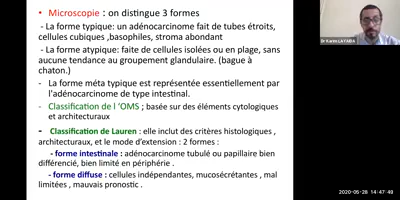 • Microscopie : on distingue 3 formes
- La forme typique: un adénocarcinome fait de tubes étroits,
cellules cubiques ,basophiles, stroma abondant
- La forme atypique: faite de cellules isolées ou en plage, sans
aucune tendance au groupement glandulaire. (bague à
chaton.)
- La forme méta typique est représentée essentiellement par
l'adénocarcinome de type intestinal.
- Classification de l 'OMS ; basée sur des éléments cytologiques
et architecturaux
- Classification de Lauren : elle inclut des critères histologiques ,
architecturaux, et le mode d'extension : 2 formes :
- forme intestinale : adénocarcinome tubulé ou papillaire bien
différencié, bien limité en périphérie .
- forme diffuse : cellules indépendantes, mucosécrétantes , mal
limitées , mauvais pronostic .
Dr Karim LAYAIDA
2020-05-28 14:47:49